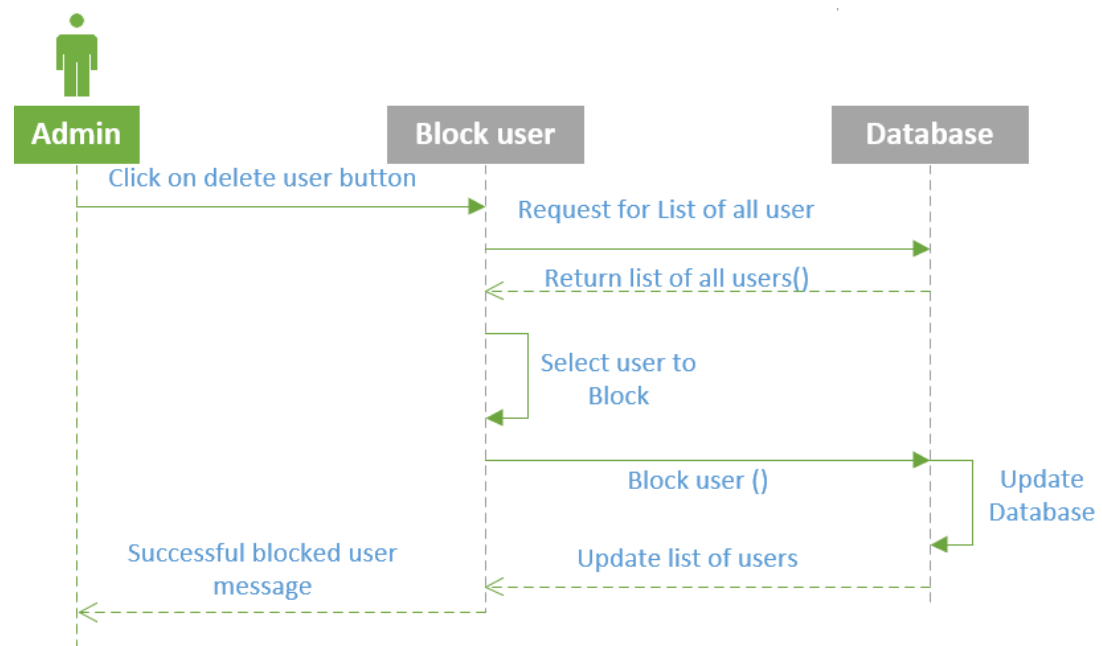 Admin
Block user
Database
Click on delete user button
Request for List of all user
Return list of all users()
Select user to
Block
Block user ()
Update
Database
Successful blocked user
message
Update list of users